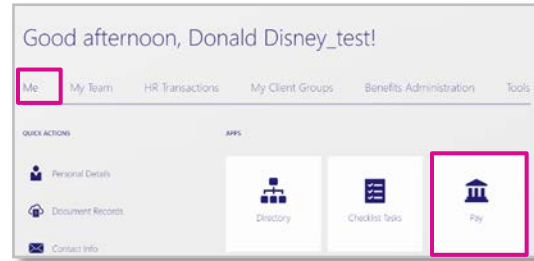 Good afternoon, Donald Disney_test!
Me My Team HR Transactions My Client Groups Benefits Administration Tools
QUICK ACTIONS
APPS
Personal Details
Document Records
Contact Info
Directory
Checklist Tasks
Pay